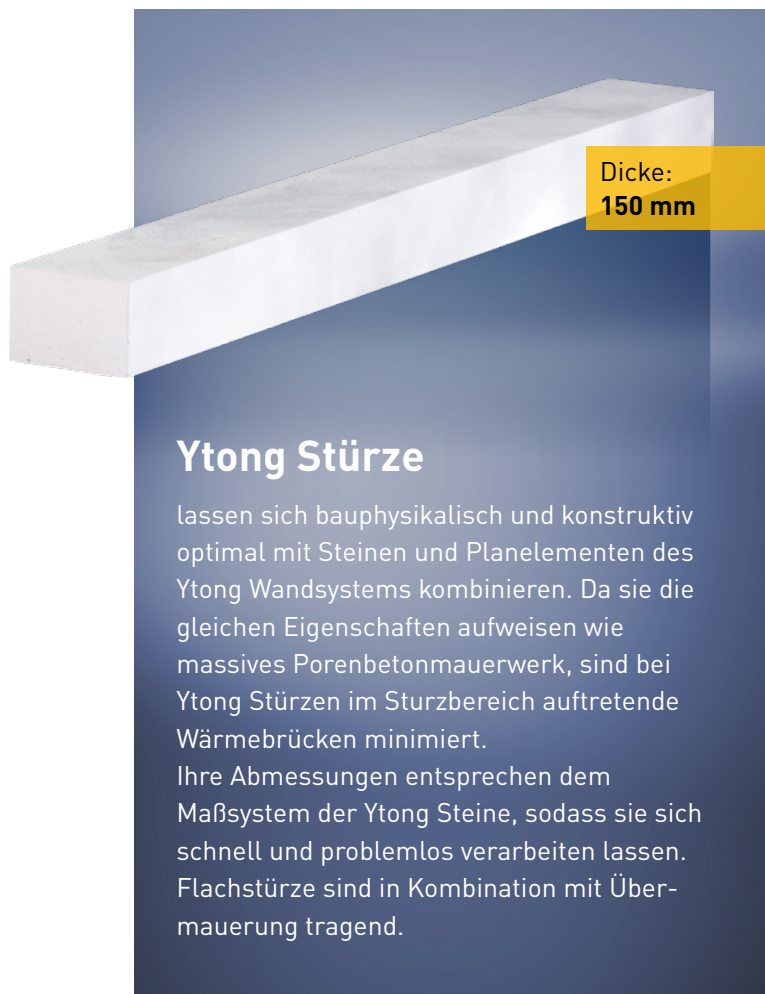 Dicke:
150 mm
Ytong Stürze
lassen sich bauphysikalisch und konstruktiv
optimal mit Steinen und Planelementen des
Ytong Wandsystems kombinieren. Da sie die
gleichen Eigenschaften aufweisen wie
massives Porenbetonmauerwerk, sind bei
Ytong Stürzen im Sturzbereich auftretende
Wärmebrücken minimiert.
Ihre Abmessungen entsprechen dem
Maßsystem der Ytong Steine, sodass sie sich
schnell und problemlos verarbeiten lassen.
Flachstürze sind in Kombination mit Über-
mauerung tragend.